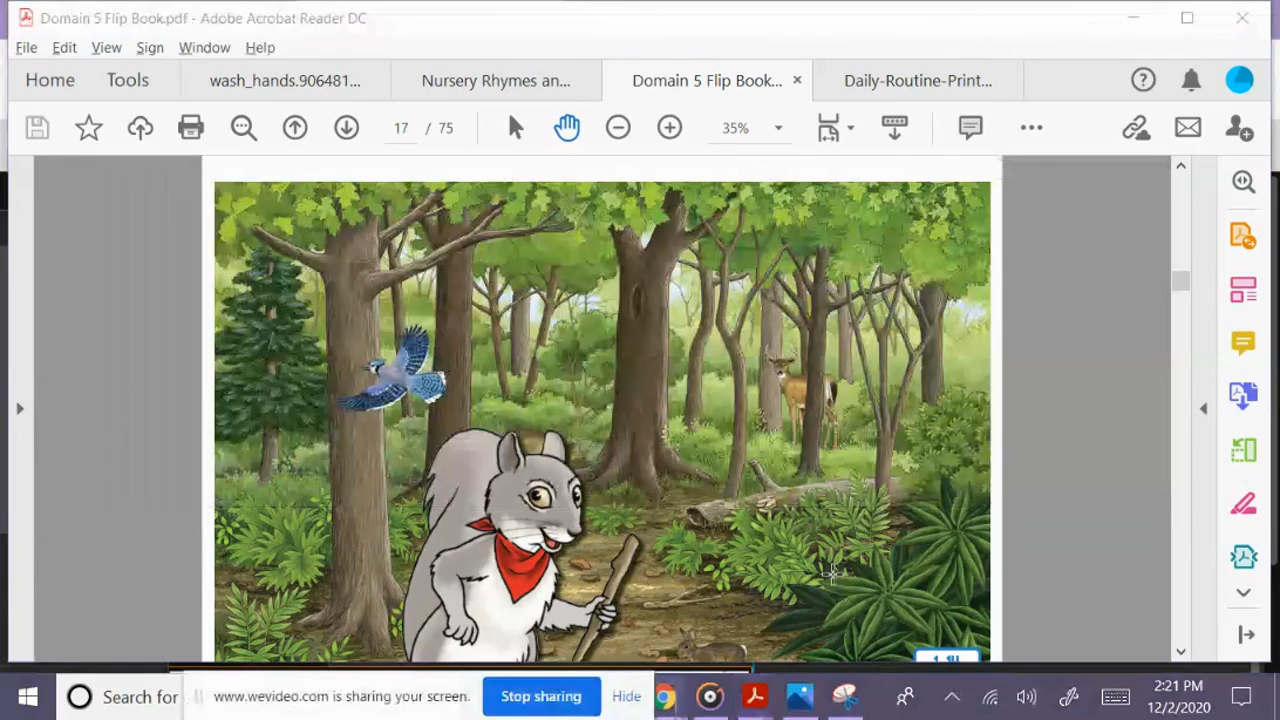 Domain 5 Flip Book.pdf - Adobe Acrobat Reader DC
File Edit View Sign Window Help
Home Tools wash_hands.906481... Nursery Rhymes an... Domain 5 Flip Book... × Daily-Routine-Print...
17 / 75 35%
Search for www.wevideo.com is sharing your screen. Stop sharing Hide 2:21 PM
12/2/2020